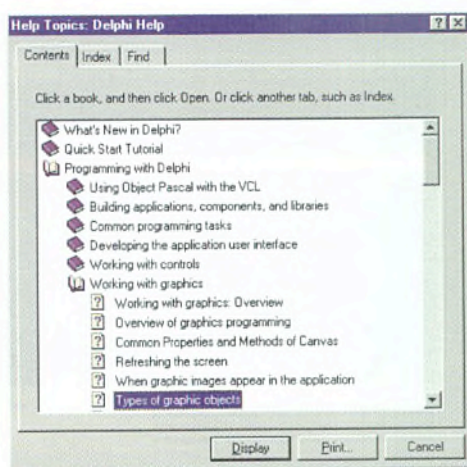 Help Topics: Delphi Help
Contents Index Find
Click a book, and then click Open. Or click another tab, such as Index.
What's New in Delphi?
Quick Start Tutorial
Programming with Delphi
Using Object Pascal with the VCL
Building applications, components, and libraries
Common programming tasks
Developing the application user interface
Working with controls
Working with graphics
Working with graphics: Overview
Overview of graphics programming
Common Properties and Methods of Canvas
Refreshing the screen
When graphic images appear in the application
Types of graphic objects
Display Print... Cancel